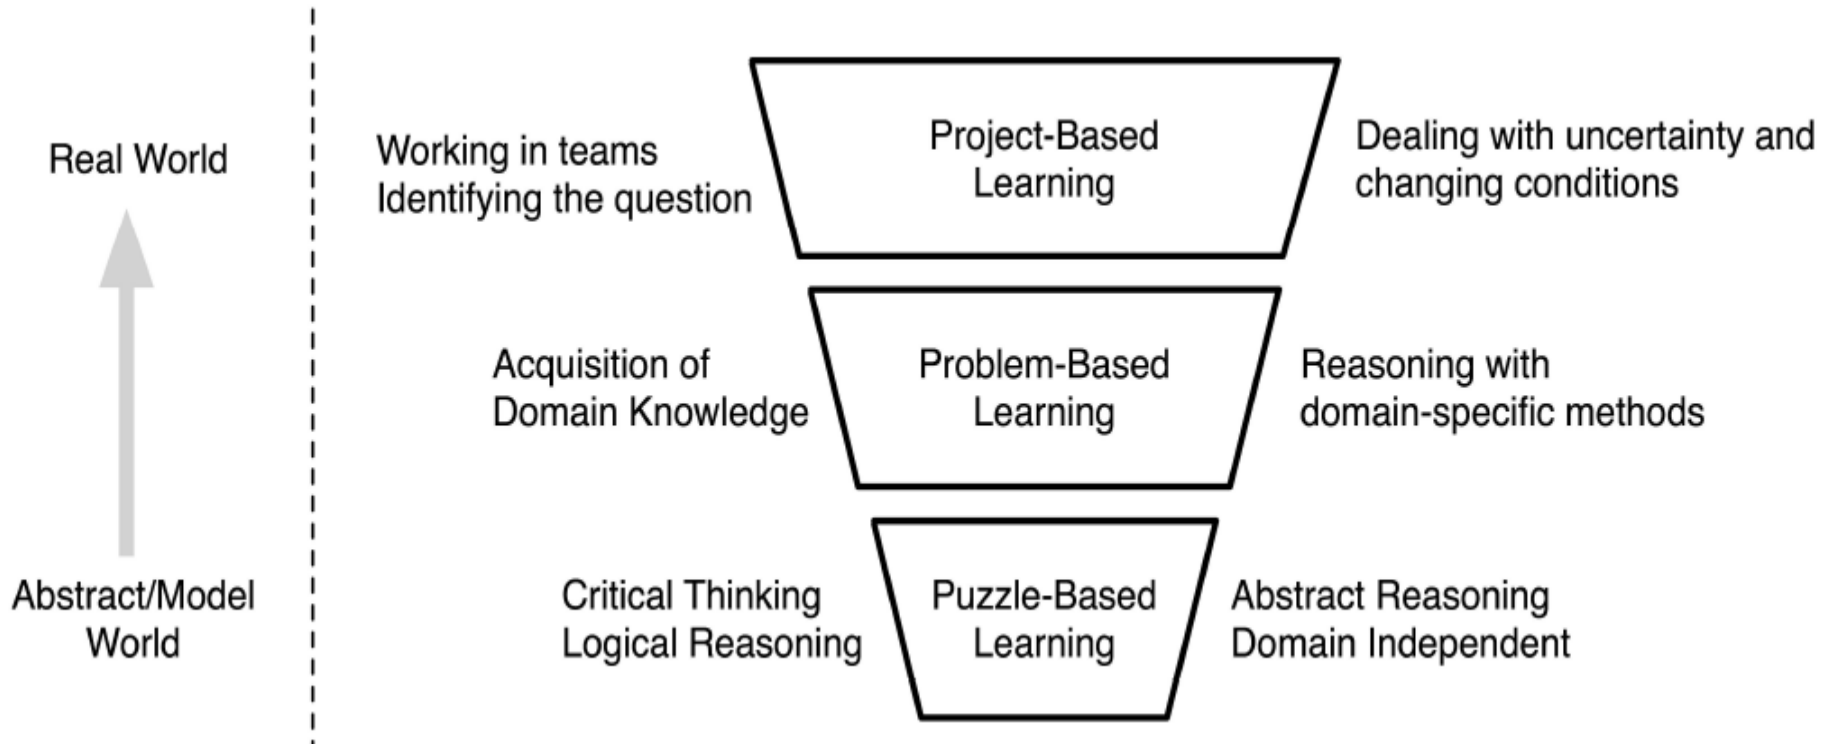 Real World
Abstract/Model
World
Working in teams
Identifying the question
Project-Based
Learning
Dealing with uncertainty and
changing conditions
Acquisition of
Domain Knowledge
Problem-Based
Learning
Reasoning with
domain-specific methods
Critical Thinking
Logical Reasoning
Puzzle-Based
Learning
Abstract Reasoning
Domain Independent